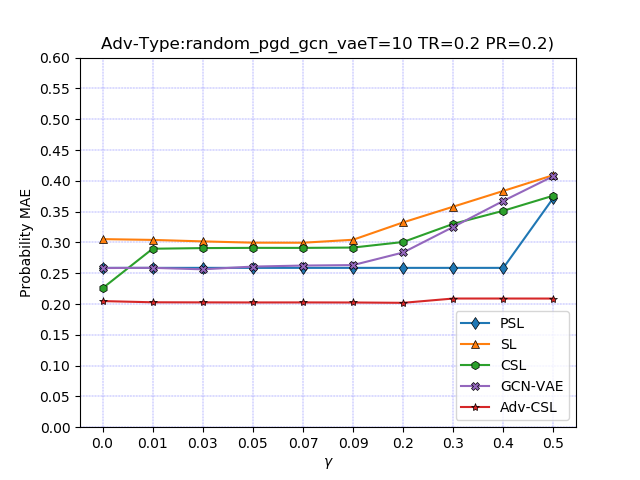 Adv-Type:random_pgd_gcn_vaeT=10 TR=0.2 PR=0.2)
0.60
0.55
0.50
0.45
0.40
0.35
0.30
0.25
0.20
0.15
0.10
0.05
0.00
Probability MAE
PSL
SL
CSL
GCN-VAE
Adv-CSL
0.0 0.01 0.03 0.05 0.07 0.09 0.2 0.3 0.4 0.5
γ